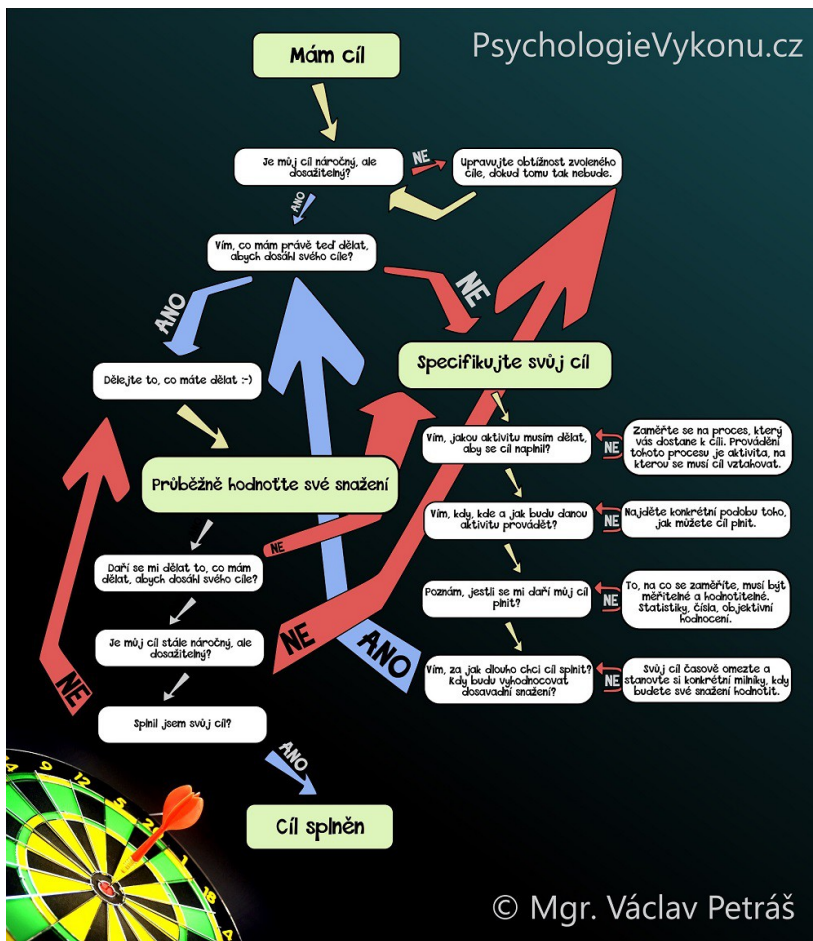 PsychologieVykonu.cz
Mám cíl
Je můj cíl náročný, ale
dosažitelný?
NE
Upravujte obtížnost zvoleného
cíle, dokud tomu tak nebude.
ANO
Vím, co mám právě teď dělat,
abych dosáhl svého cíle?
ANO
NE
Specifikujte svůj cíl
Dělejte to, co máte dělat :-)
Vím, jakou aktivitu musím dělat,
aby se cíl naplnil?
NE
Zaměřte se na proces, který
vás dostane k cíli. Provádění
tohoto procesu je aktivita, na
kterou se musí cíl vztahovat.
Průběžně hodnoťte své snažení
Vím, kdy, kde a jak budu danou
aktivitu provádět?
NE
Najděte konkrétní podobu toho,
jak můžete cíl plnit.
NE
Daří se mi dělat to, co mám
dělat, abych dosáhl svého cíle?
Poznám, jestli se mi daří můj cíl
plnit?
NE
To, na co se zaměříte, musí být
měřitelné a hodnotitelné.
Statistiky, čísla, objektivní
hodnocení.
Je můj cíl stále náročný, ale
dosažitelný?
NE
ANO
Vím, za jak dlouho chci cíl splnit?
Kdy budu vyhodnocovat
dosavadní snažení?
NE
Svůj cíl časově omezte a
stanovte si konkrétní milníky, kdy
budete své snažení hodnotit.
NE
Splnil jsem svůj cíl?
ANO
Cíl splněn
14
9
12
5
20
1
18
4
© Mgr. Václav Petráš